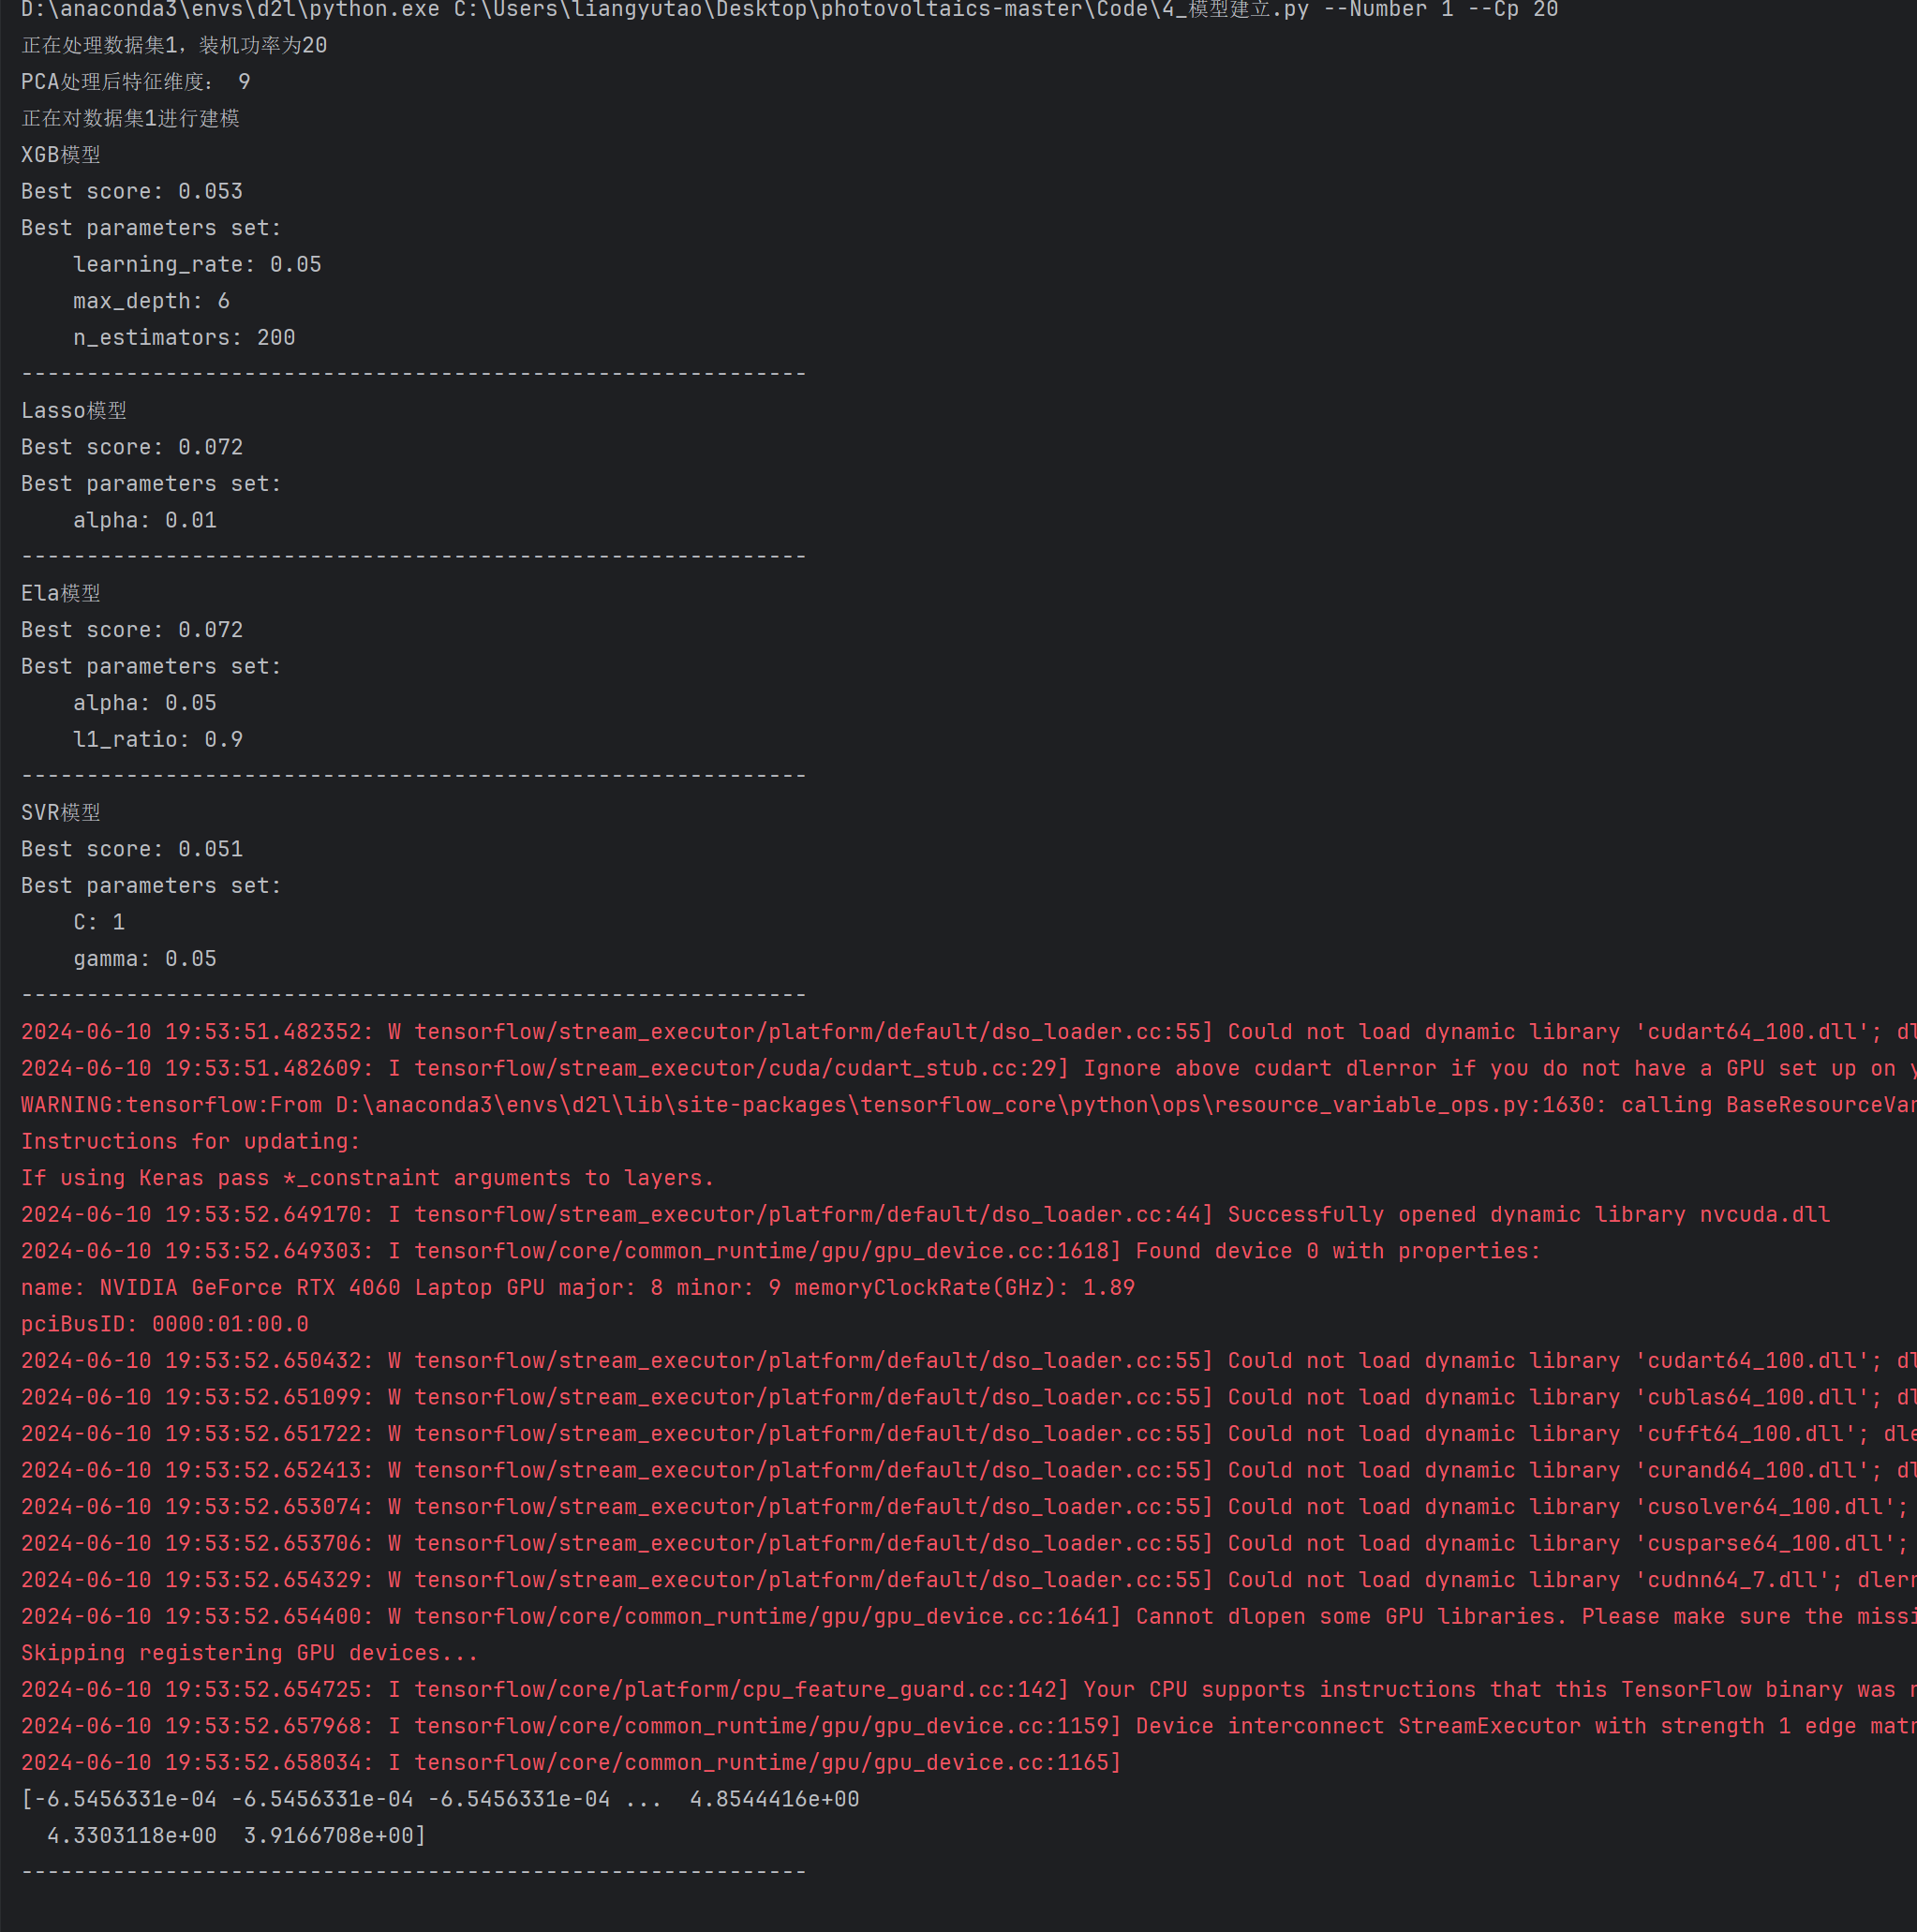 D:\anaconda3\envs\d2l\python.exe C:\Users\liangyutao\Desktop\photovoltaics-master\Code\4_模型建立.py --Number 1 --Cp 20
正在处理数据集1，装机功率为20
PCA处理后特征维度： 9
正在对数据集1进行建模
XGB模型
Best score: 0.053
Best parameters set:
    learning_rate: 0.05
    max_depth: 6
    n_estimators: 200
------------------------------------------------------------
Lasso模型
Best score: 0.072
Best parameters set:
    alpha: 0.01
------------------------------------------------------------
Ela模型
Best score: 0.072
Best parameters set:
    alpha: 0.05
    l1_ratio: 0.9
------------------------------------------------------------
SVR模型
Best score: 0.051
Best parameters set:
    C: 1
    gamma: 0.05
------------------------------------------------------------
2024-06-10 19:53:51.482352: W tensorflow/stream_executor/platform/default/dso_loader.cc:55] Could not load dynamic library 'cudart64_100.dll';
2024-06-10 19:53:51.482609: I tensorflow/stream_executor/cuda/cudart_stub.cc:29] Ignore above cudart dlerror if you do not have a GPU set up on
WARNING:tensorflow:From D:\anaconda3\envs\d2l\lib\site-packages\tensorflow_core\python\ops\resource_variable_ops.py:1630: calling BaseResourceVar
Instructions for updating:
If using Keras pass *_constraint arguments to layers.
2024-06-10 19:53:52.649170: I tensorflow/stream_executor/platform/default/dso_loader.cc:44] Successfully opened dynamic library nvcuda.dll
2024-06-10 19:53:52.649303: I tensorflow/core/common_runtime/gpu/gpu_device.cc:1618] Found device 0 with properties:
name: NVIDIA GeForce RTX 4060 Laptop GPU major: 8 minor: 9 memoryClockRate(GHz): 1.89
pciBusID: 0000:01:00.0
2024-06-10 19:53:52.650432: W tensorflow/stream_executor/platform/default/dso_loader.cc:55] Could not load dynamic library 'cudart64_100.dll';
2024-06-10 19:53:52.651099: W tensorflow/stream_executor/platform/default/dso_loader.cc:55] Could not load dynamic library 'cublas64_100.dll';
2024-06-10 19:53:52.651722: W tensorflow/stream_executor/platform/default/dso_loader.cc:55] Could not load dynamic library 'cufft64_100.dll'; dle
2024-06-10 19:53:52.652413: W tensorflow/stream_executor/platform/default/dso_loader.cc:55] Could not load dynamic library 'curand64_100.dll';
2024-06-10 19:53:52.653074: W tensorflow/stream_executor/platform/default/dso_loader.cc:55] Could not load dynamic library 'cusolver64_100.dll';
2024-06-10 19:53:52.653706: W tensorflow/stream_executor/platform/default/dso_loader.cc:55] Could not load dynamic library 'cusparse64_100.dll';
2024-06-10 19:53:52.654329: W tensorflow/stream_executor/platform/default/dso_loader.cc:55] Could not load dynamic library 'cudnn64_7.dll'; dler
2024-06-10 19:53:52.654400: W tensorflow/core/common_runtime/gpu/gpu_device.cc:1641] Cannot dlopen some GPU libraries. Please make sure the missi
Skipping registering GPU devices...
2024-06-10 19:53:52.654725: I tensorflow/core/platform/cpu_feature_guard.cc:142] Your CPU supports instructions that this TensorFlow binary was
2024-06-10 19:53:52.657968: I tensorflow/core/common_runtime/gpu/gpu_device.cc:1159] Device interconnect StreamExecutor with strength 1 edge matr
2024-06-10 19:53:52.658034: I tensorflow/core/common_runtime/gpu/gpu_device.cc:1165]
[-6.5456331e-04 -6.5456331e-04 -6.5456331e-04 ...  4.8544416e+00
  4.3303118e+00  3.9166708e+00]
------------------------------------------------------------